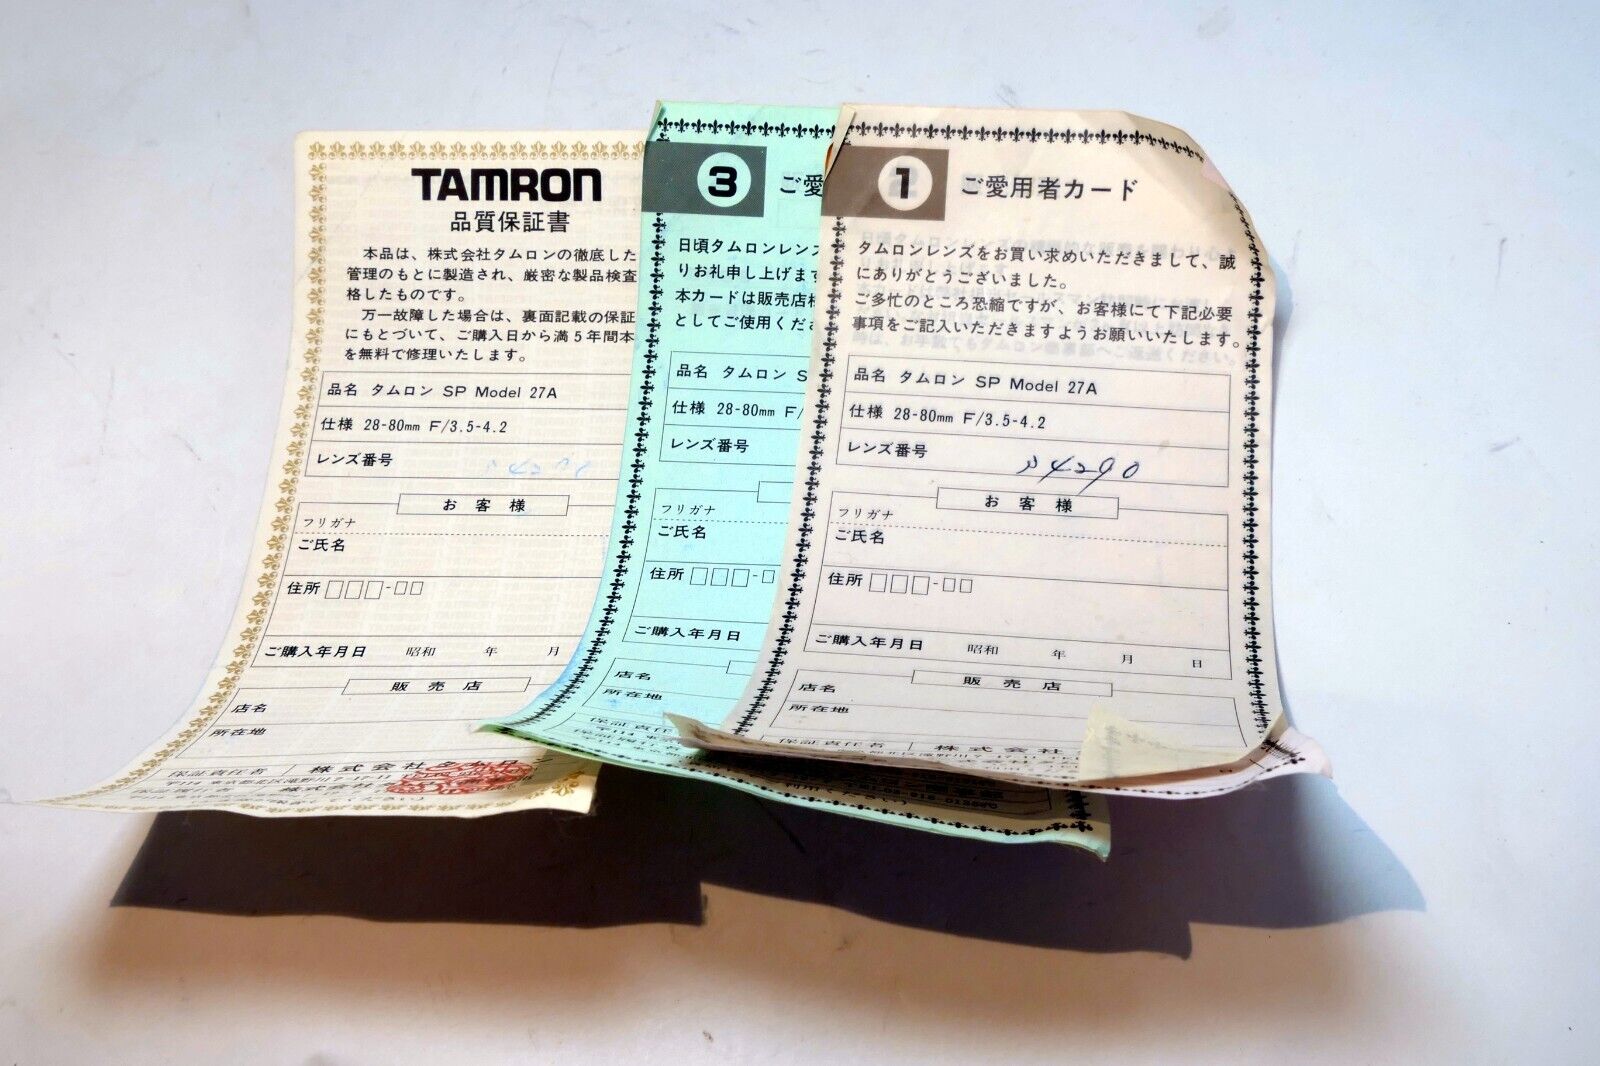 TAMRON
品質保証書
本品は、株式会社タムロンの徹底した
管理のもとに製造され、厳密な製品検査
格したものです。
万一故障した場合は、裏面記載の保証
にもとづいて、ご購入日から満5年間本
を無料で修理いたします。
品名 タムロン SP Model 27A
仕様 28-80mm F/3.5-4.2
レンズ番号
お客様
フリガナ
ご氏名
住所 □□□-□□
ご購入年月日 昭和 年 月
販売店
店名
所在地
保証責任者 株式会社タムロン
3 ご愛
日頃タムロンレンズ
りお礼申し上げます
本カードは販売店様
としてご使用くださ
品名 タムロン S
仕様 28-80mm F/
レンズ番号
フリガナ
ご氏名
住所 □□□-□
ご購入年月日
店名
所在地
保証責任
1 ご愛用者カード
タムロンレンズをお買い求めいただきまして、誠
にありがとうございました。
ご多忙のところ恐縮ですが、お客様にて下記必要
事項をご記入いただきますようお願いいたします。
品名 タムロン SP Model 27A
仕様 28-80mm F/3.5-4.2
レンズ番号 4290
お客様
フリガナ
ご氏名
住所 □□□-□□
ご購入年月日 昭和 年 月 日
販売店
店名
所在地
保証責任者 株式会社